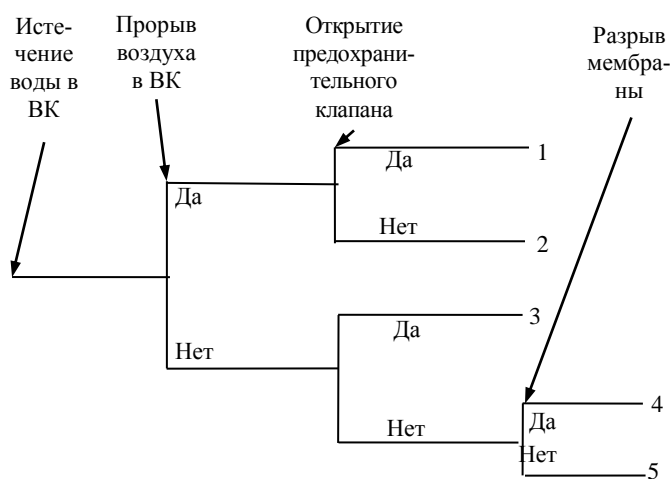 Исте-
чение
воды в
ВК
Прорыв
воздуха
в ВК
Открытие
предохрани-
тельного
клапана
Разрыв
мембра-
ны
Да
1
Да
Нет
2
3
Да
Нет
4
Да
Нет
Нет
5